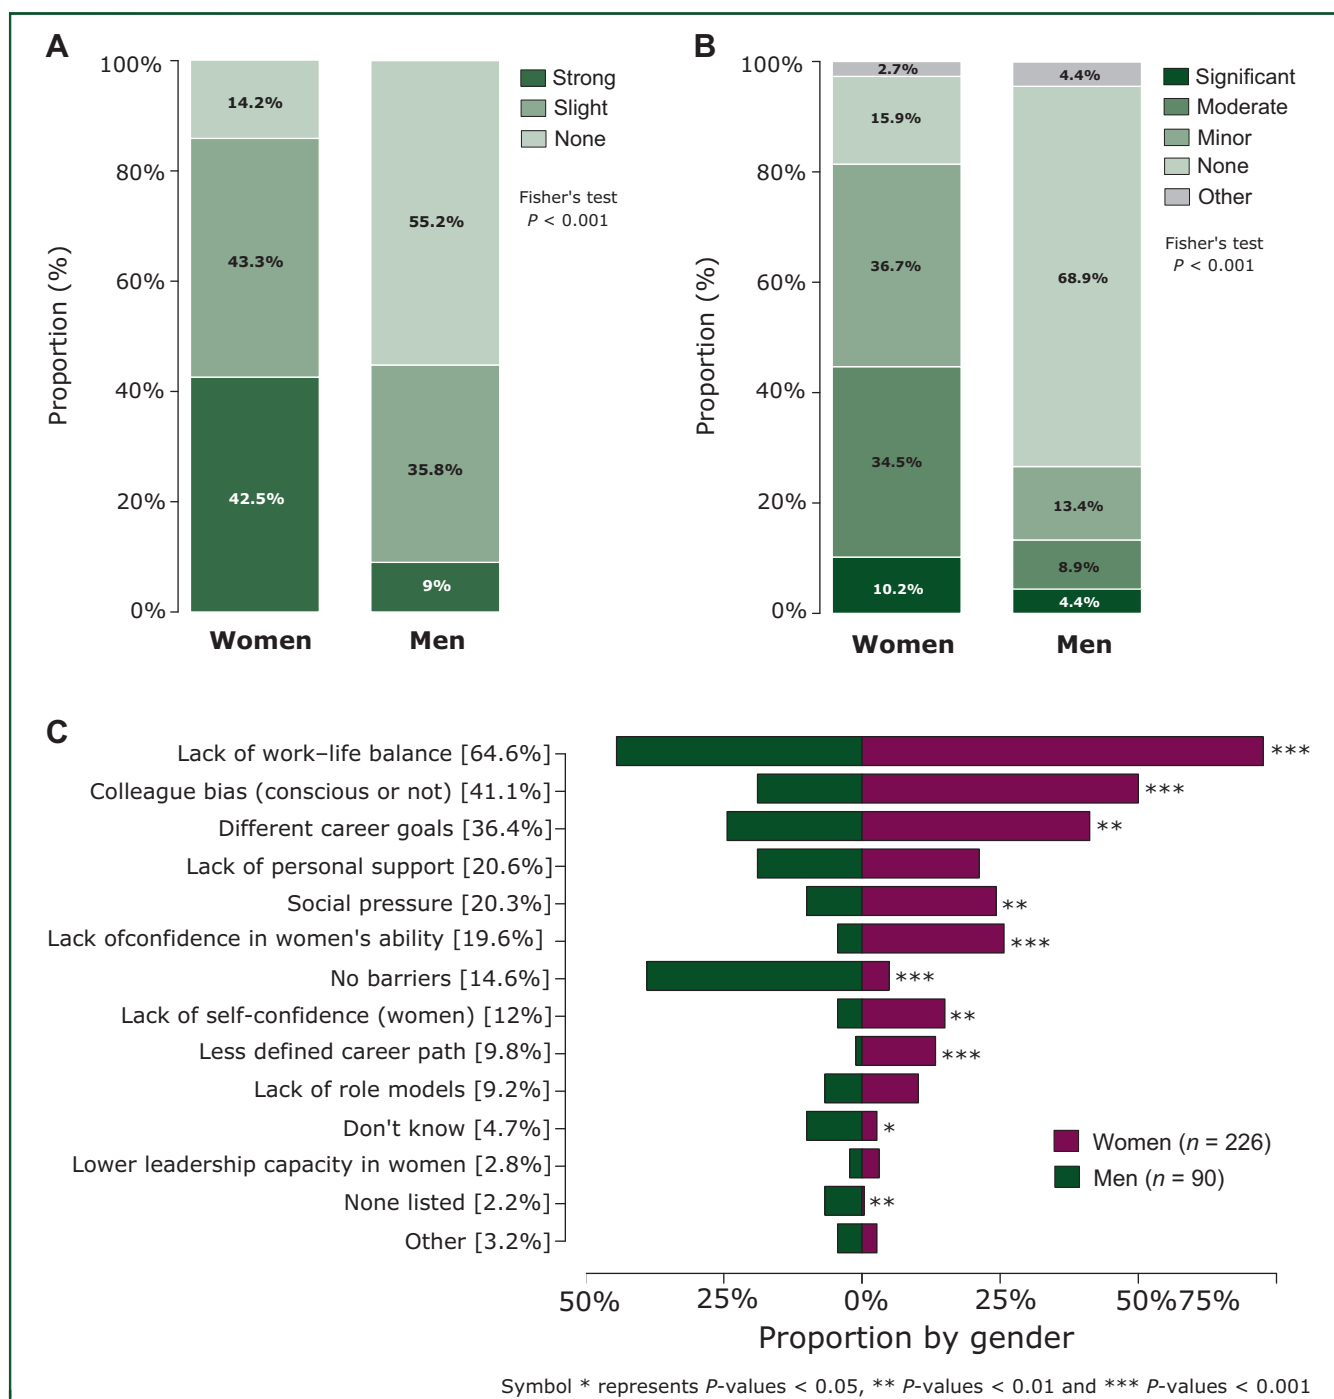 A
100%
80%
60%
40%
20%
0%
Proportion (%)
14.2%
43.3%
42.5%
55.2%
35.8%
9%
Women
Men
Strong
Slight
None
Fisher's test
P < 0.001
B
100%
80%
60%
40%
20%
0%
Proportion (%)
2.7%
15.9%
36.7%
34.5%
10.2%
4.4%
68.9%
13.4%
8.9%
4.4%
Women
Men
Significant
Moderate
Minor
None
Other
Fisher's test
P < 0.001
C
Lack of work–life balance [64.6%] ***
Colleague bias (conscious or not) [41.1%] ***
Different career goals [36.4%] **
Lack of personal support [20.6%]
Social pressure [20.3%] **
Lack ofconfidence in women's ability [19.6%] ***
No barriers [14.6%] ***
Lack of self-confidence (women) [12%] **
Less defined career path [9.8%] ***
Lack of role models [9.2%]
Don't know [4.7%] *
Lower leadership capacity in women [2.8%]
None listed [2.2%] **
Other [3.2%]
Women (n = 226)
Men (n = 90)
50% 25% 0% 25% 50% 75%
Proportion by gender
Symbol * represents P-values < 0.05, ** P-values < 0.01 and *** P-values < 0.001